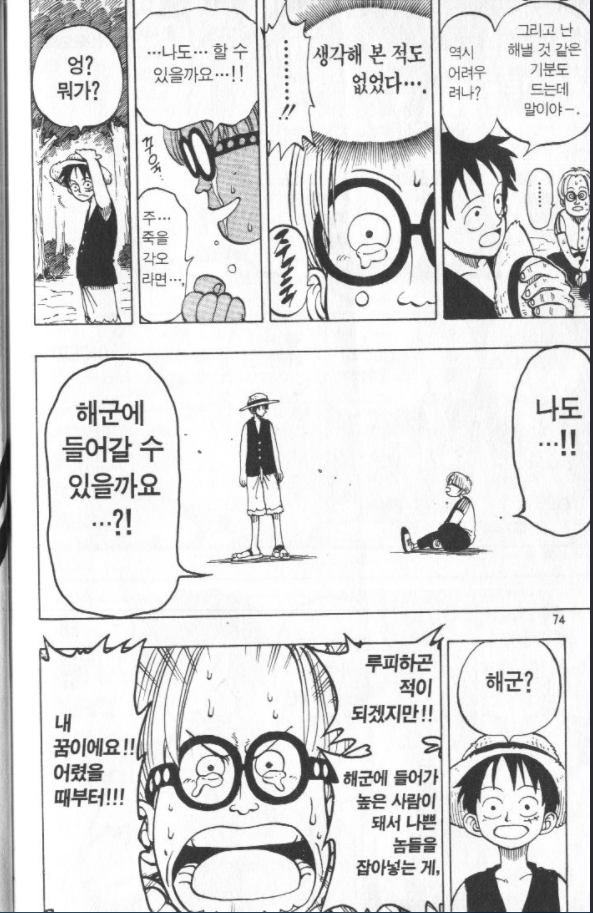 그리고 난
해낼 것 같은
기분도
드는데
말이야―.
역시
어려우
려나?
……
생각해 본 적도
없었다….
……!!
…나도… 할 수
있을까요…!!
꾸욱
주…
죽을
각오
라면…,
엉?
뭐가?
나도
…!!
해군에
들어갈 수
있을까요
…?!
74
해군?
루피하곤
적이
되겠지만!!
해군에 들어가
높은 사람이
돼서 나쁜
놈들을
잡아넣는 게,
내
꿈이에요!!
어렸을
때부터!!!